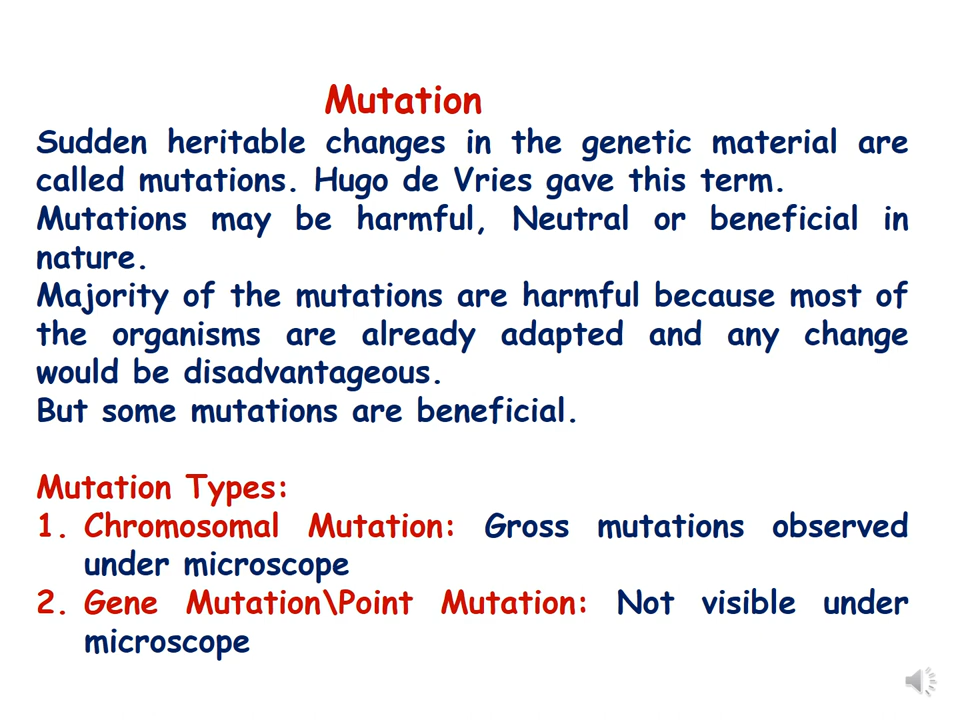 Mutation
Sudden heritable changes in the genetic material are
called mutations. Hugo de Vries gave this term.
Mutations may be harmful, Neutral or beneficial in
nature.
Majority of the mutations are harmful because most of
the organisms are already adapted and any change
would be disadvantageous.
But some mutations are beneficial.
Mutation Types:
1. Chromosomal Mutation: Gross mutations observed
under microscope
2. Gene Mutation\Point Mutation: Not visible under
microscope